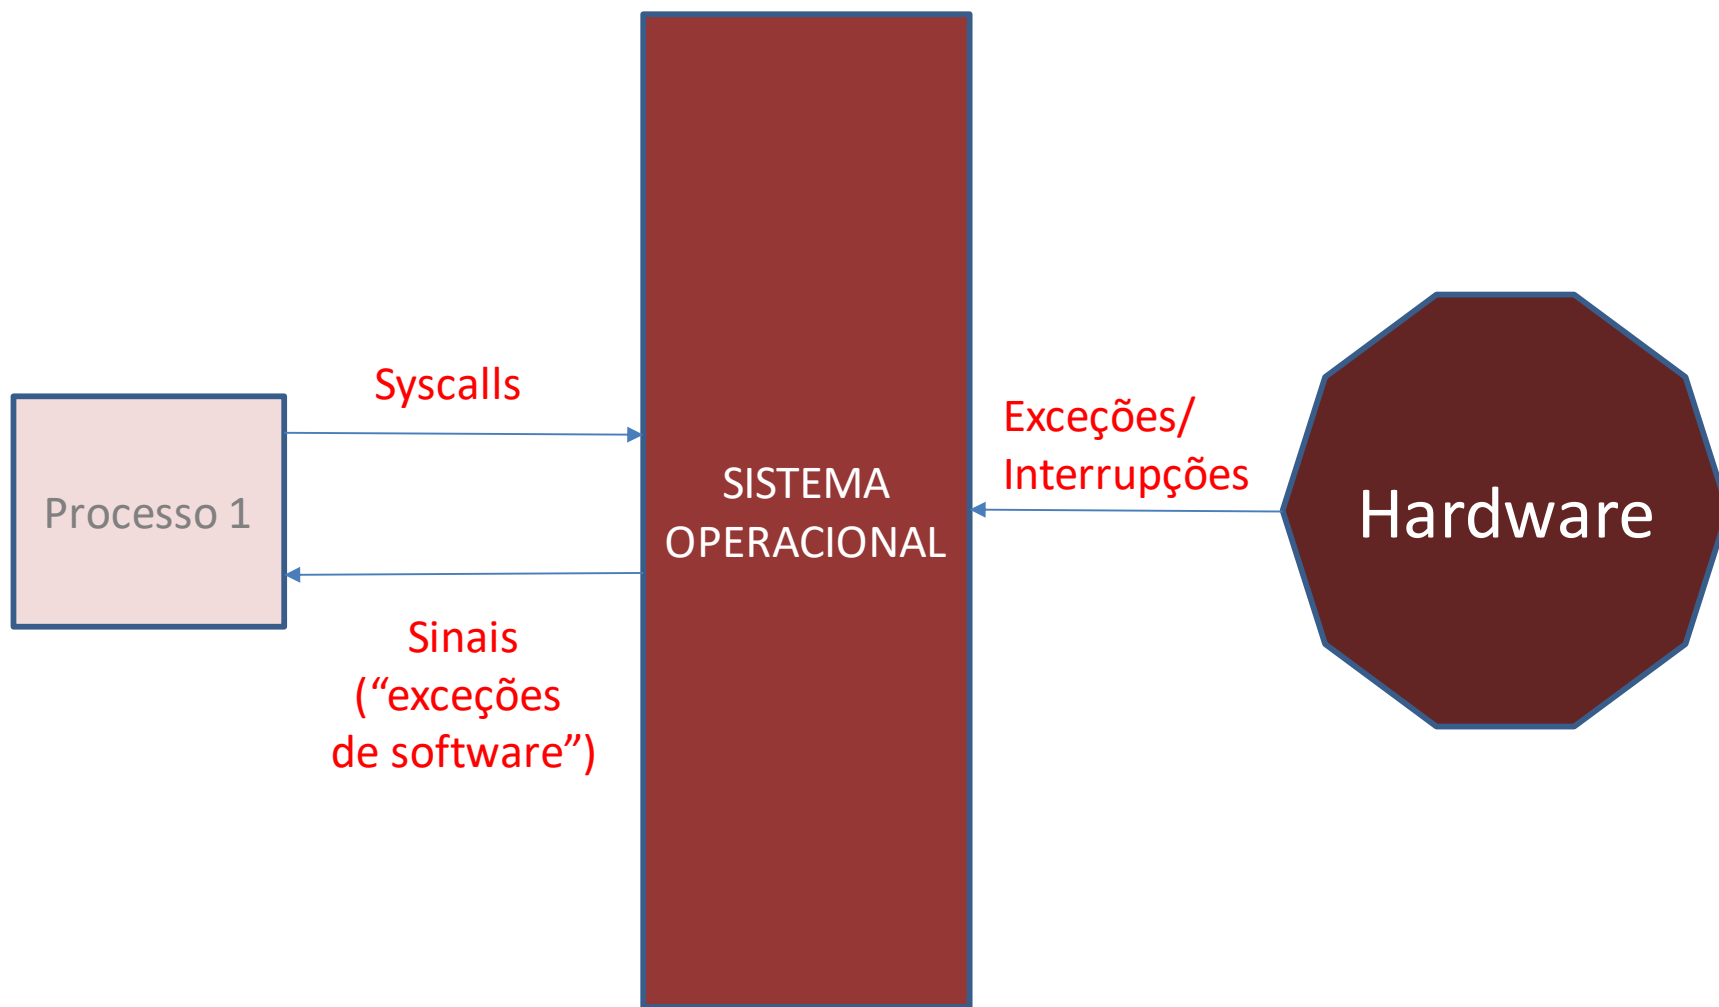 Syscalls
Processo 1
Sinais
(“exceções
de software”)
SISTEMA
OPERACIONAL
Exceções/
Interrupções
Hardware